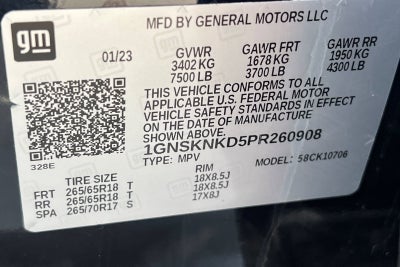 MFD BY GENERAL MOTORS LLC
gm
01/23 GVWR GAWR FRT GAWR RR
3402 KG 1678 KG 1950 KG
7500 LB 3700 LB 4300 LB
THIS VEHICLE CONFORMS TO ALL
APPLICABLE U.S. FEDERAL MOTOR
VEHICLE SAFETY STANDARDS IN EFFECT
ON THE DATE OF MANUFACTURE
SHOWN ABOVE.
1GNSKNKD5PR260908
328E TYPE: MPV MODEL: 58CK10706
TIRE SIZE RIM
FRT 265/65R18 T 18X8.5J
RR 265/65R18 T 18X8.5J
SPA 265/70R17 S 17X8J